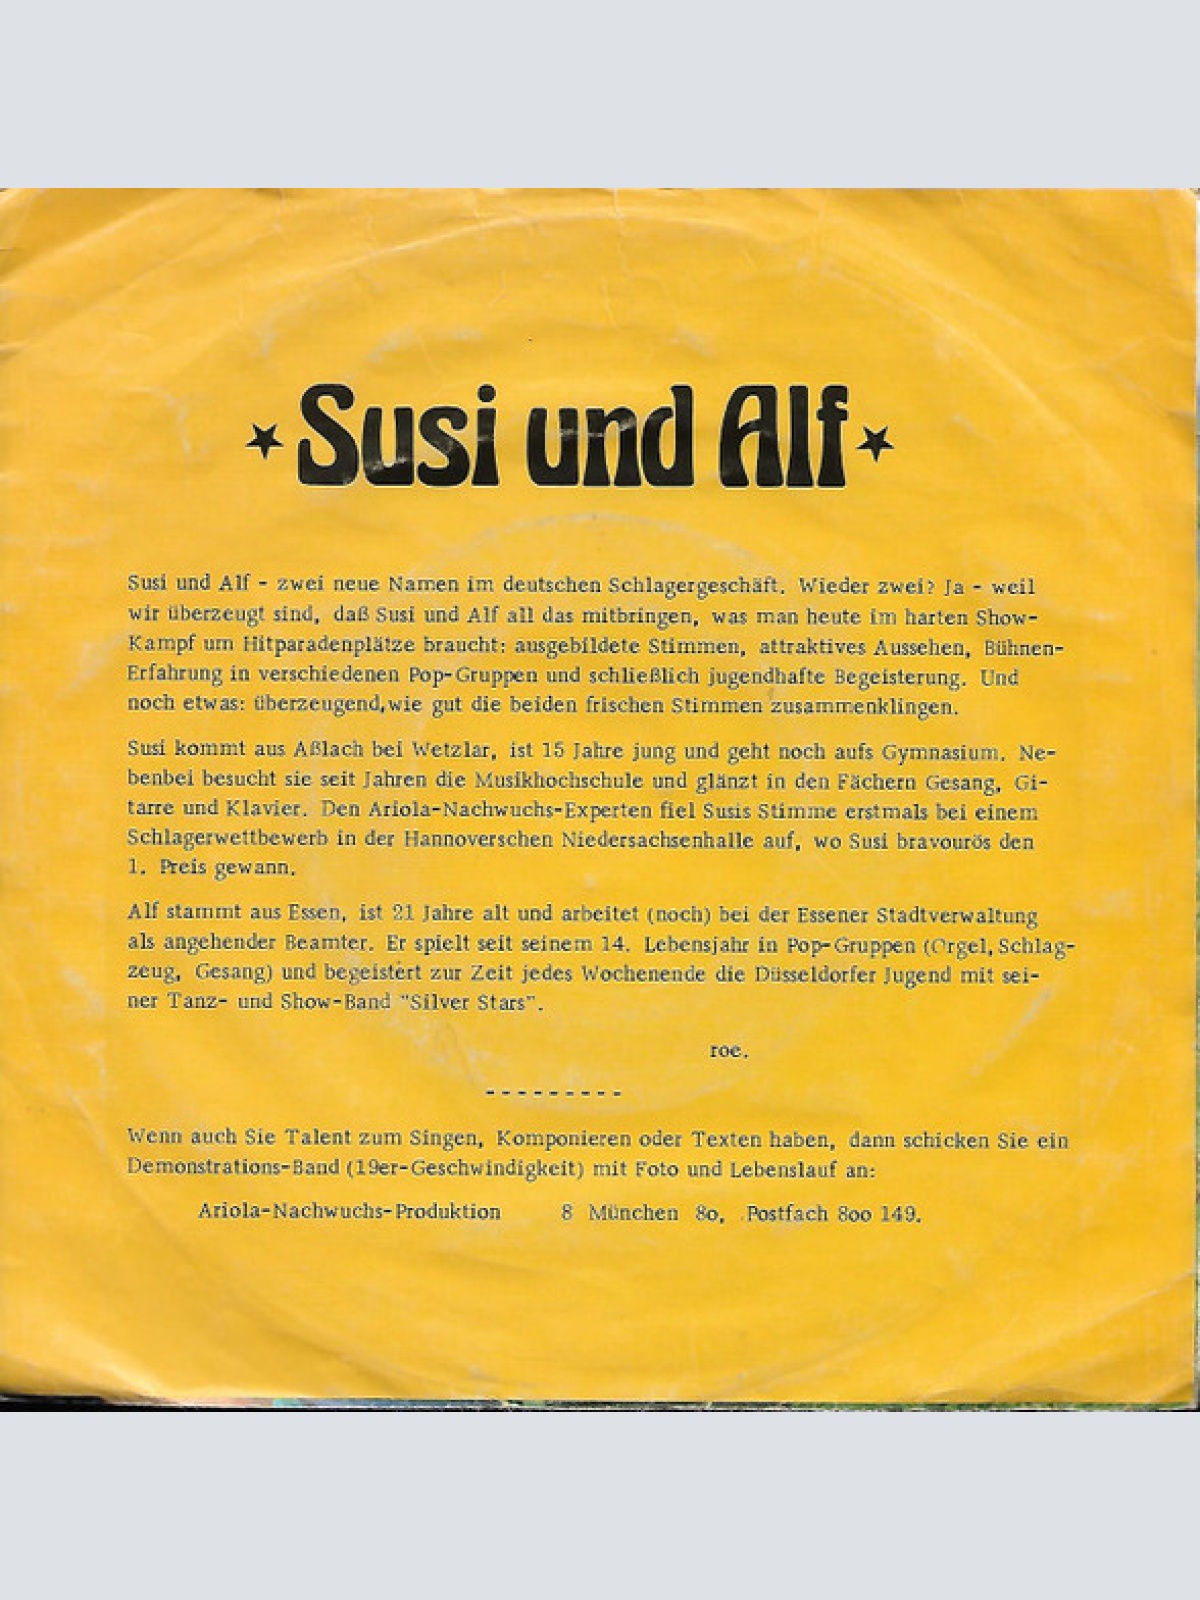 ★ Susi und Alf ★
Susi und Alf - zwei neue Namen im deutschen Schlagergeschäft. Wieder zwei? Ja - weil
wir überzeugt sind, daß Susi und Alf all das mitbringen, was man heute im harten Show-
Kampf um Hitparadenplätze braucht: ausgebildete Stimmen, attraktives Aussehen, Bühnen-
Erfahrung in verschiedenen Pop-Gruppen und schließlich jugendhafte Begeisterung. Und
noch etwas: überzeugend,wie gut die beiden frischen Stimmen zusammenklingen.
Susi kommt aus Aßlach bei Wetzlar, ist 15 Jahre jung und geht noch aufs Gymnasium. Ne-
benbei besucht sie seit Jahren die Musikhochschule und glänzt in den Fächern Gesang, Gi-
tarre und Klavier. Den Ariola-Nachwuchs-Experten fiel Susis Stimme erstmals bei einem
Schlagerwettbewerb in der Hannoverschen Niedersachsenhalle auf, wo Susi bravourös den
1. Preis gewann.
Alf stammt aus Essen, ist 21 Jahre alt und arbeitet (noch) bei der Essener Stadtverwaltung
als angehender Beamter. Er spielt seit seinem 14. Lebensjahr in Pop-Gruppen (Orgel, Schlag-
zeug, Gesang) und begeistert zur Zeit jedes Wochenende die Düsseldorfer Jugend mit sei-
ner Tanz- und Show-Band "Silver Stars".
roe.
---------
Wenn auch Sie Talent zum Singen, Komponieren oder Texten haben, dann schicken Sie ein
Demonstrations-Band (19er-Geschwindigkeit) mit Foto und Lebenslauf an:
Ariola-Nachwuchs-Produktion 8 München 8o, Postfach 8oo 149.